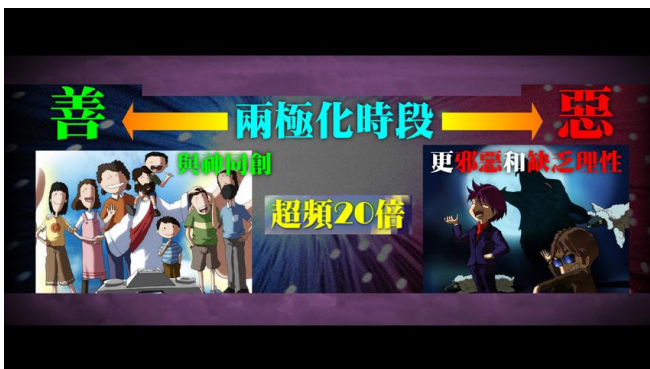 善
兩極化時段
惡
與神同創
更邪惡和缺乏理性
超頻20倍